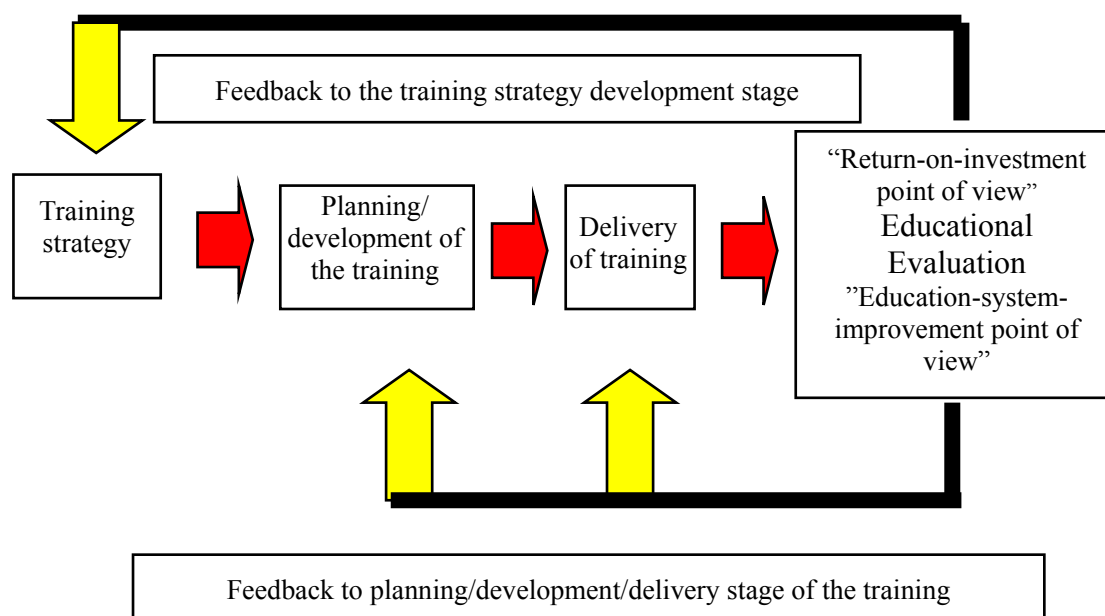 Feedback to the training strategy development stage
Training
strategy
Planning/
development of
the training
Delivery
of training
“Return-on-investment
point of view”
Educational
Evaluation
”Education-system-
improvement point of
view”
Feedback to planning/development/delivery stage of the training